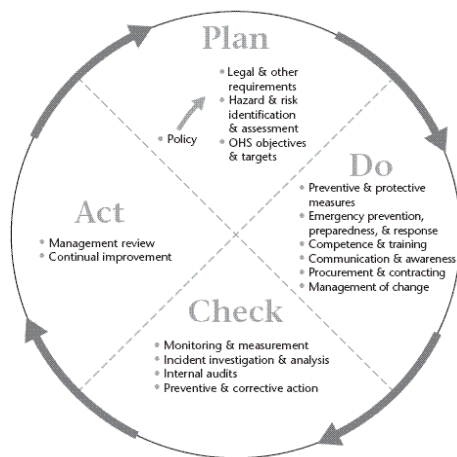 Plan
• Legal & other
requirements
• Hazard & risk
identification
& assessment
• OHS objectives
& targets
• Policy
Do
• Preventive & protective
measures
• Emergency prevention,
preparedness, & response
• Competence & training
• Communication & awareness
• Procurement & contracting
• Management of change
Act
• Management review
• Continual improvement
Check
• Monitoring & measurement
• Incident investigation & analysis
• Internal audits
• Preventive & corrective action